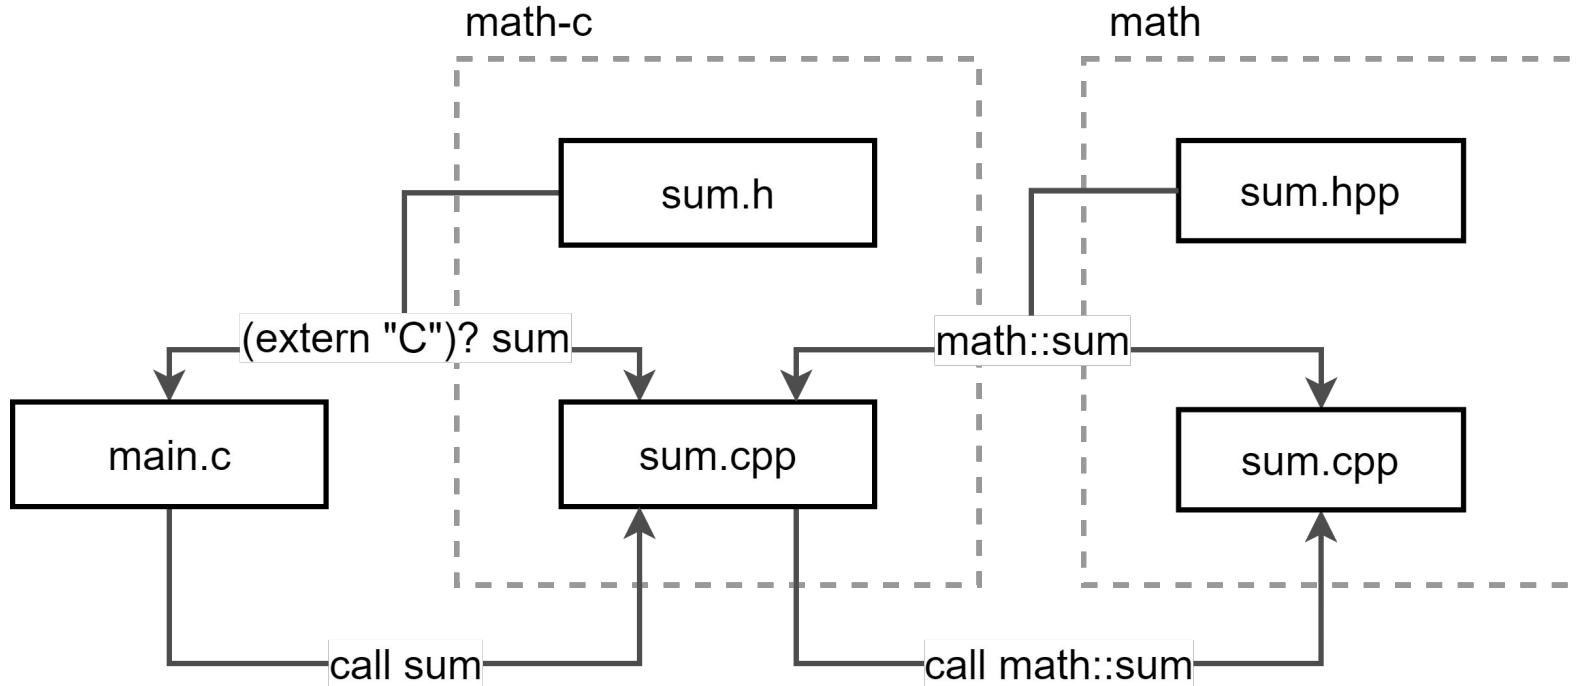 math-c
math
sum.h
sum.hpp
(extern "C")? sum
math::sum
main.c
sum.cpp
sum.cpp
call sum
call math::sum